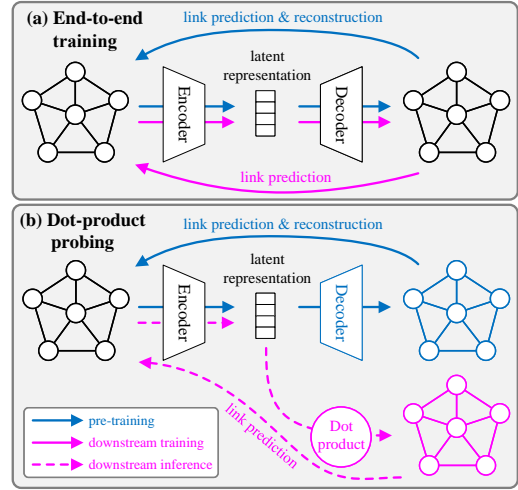 (a) End-to-end
training
link prediction & reconstruction
latent
representation
Encoder
Decoder
link prediction
(b) Dot-product
probing
link prediction & reconstruction
latent
representation
Encoder
Decoder
link prediction
Dot
product
pre-training
downstream training
downstream inference